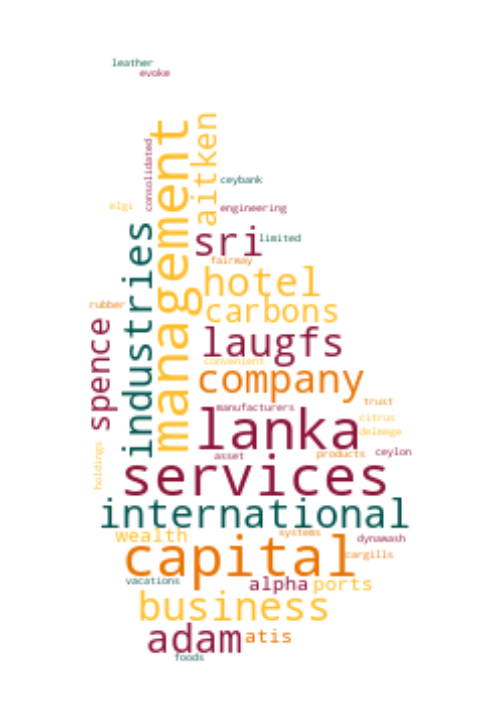 leather
evoke
management
aitken
consolidated
ceybank
elgi
engineering
industries
sri
limited
fairway
hotel
rubber
carbons
spence
laugfs
convenient
company
trust
manufacturers
citrus
lanka
delmage
holdings
asset
products
ceylon
services
international
wealth
systems
dynawash
capital
cargills
vacations
alpha
ports
business
adam
atis
foods